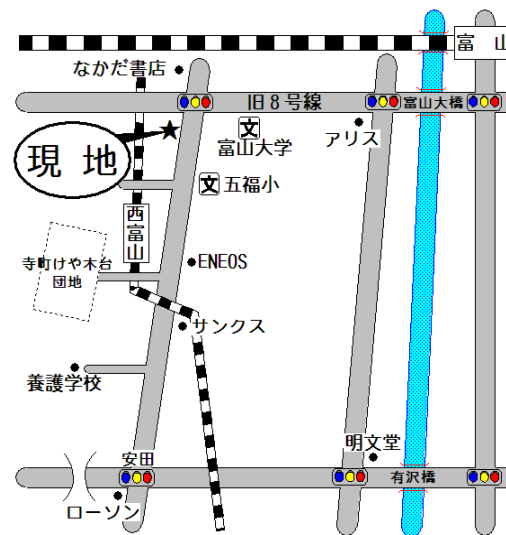 富 山
なかだ書店
旧8号線
富山大橋
文
富山大学
アリス
現 地
文 五福小
西富山
ENEOS
寺町けや木台
団地
サンクス
養護学校
明文堂
安田
有沢橋
ローソン